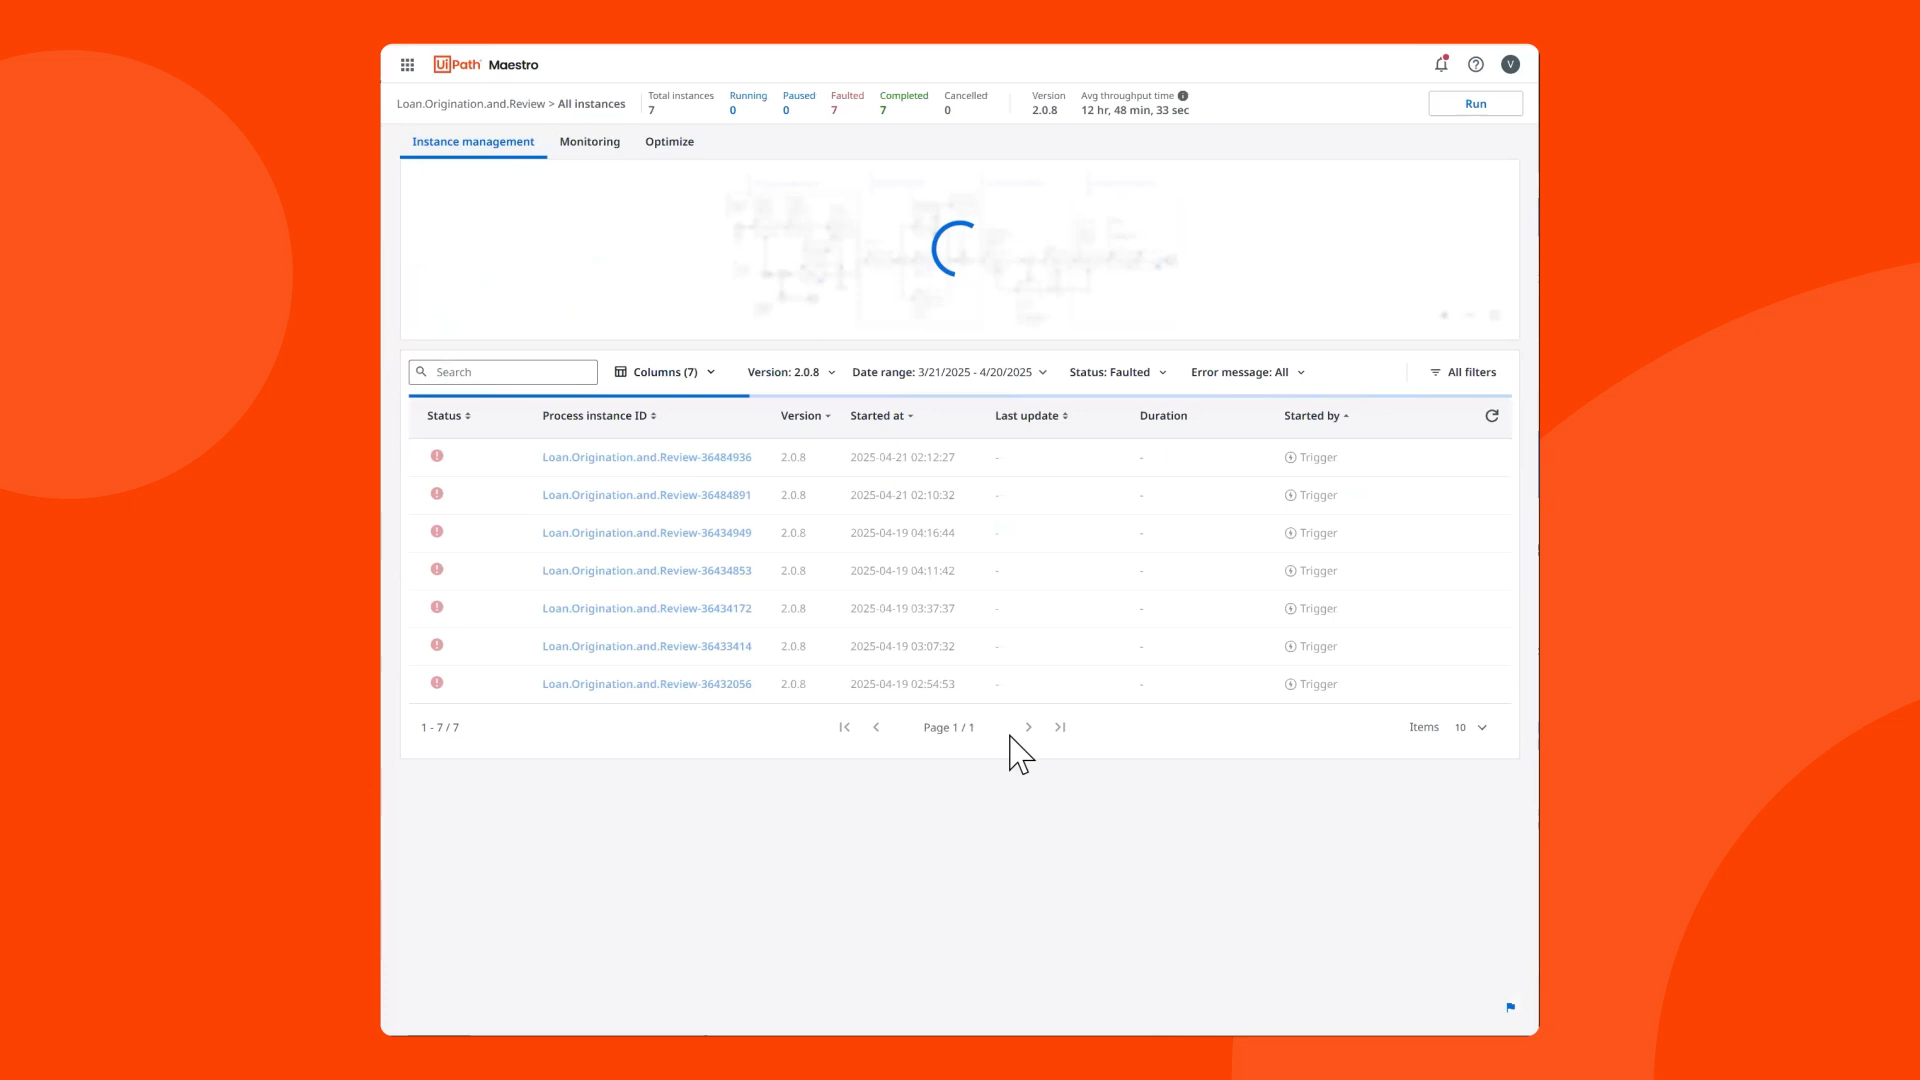 UiPath Maestro
V
Loan.Origination.and.Review > All instances
Total instances Running Paused Faulted Completed Cancelled Version Avg throughput time
7 0 0 7 7 0 2.0.8 12 hr, 48 min, 33 sec
Run
Instance management Monitoring Optimize
Search Columns (7) Version: 2.0.8 Date range: 3/21/2025 - 4/20/2025 Status: Faulted Error message: All All filters
Status Process instance ID Version Started at Last update Duration Started by
Loan.Origination.and.Review-36484936 2.0.8 2025-04-21 02:12:27 - - Trigger
Loan.Origination.and.Review-36484891 2.0.8 2025-04-21 02:10:32 - - Trigger
Loan.Origination.and.Review-36434949 2.0.8 2025-04-19 04:16:44 - - Trigger
Loan.Origination.and.Review-36434853 2.0.8 2025-04-19 04:11:42 - - Trigger
Loan.Origination.and.Review-36434172 2.0.8 2025-04-19 03:37:37 - - Trigger
Loan.Origination.and.Review-36433414 2.0.8 2025-04-19 03:07:32 - - Trigger
Loan.Origination.and.Review-36432056 2.0.8 2025-04-19 02:54:53 - - Trigger
1 - 7 / 7 Page 1 / 1 Items 10